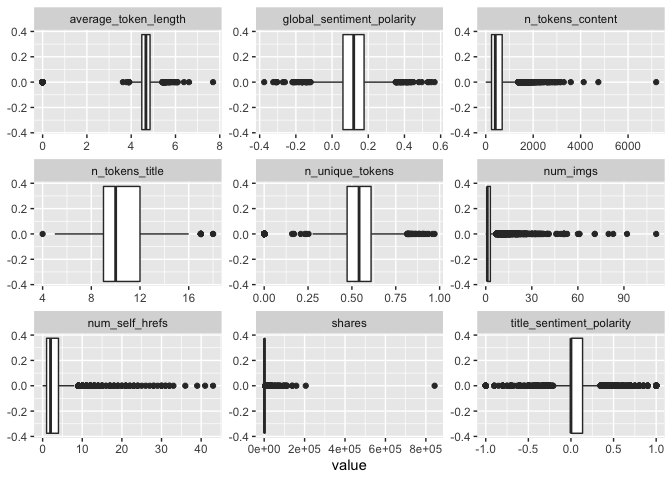 average_token_length global_sentiment_polarity n_tokens_content
0.4 0.4 0.4
0.2 0.2 0.2
0.0 0.0 0.0
-0.2 -0.2 -0.2
-0.4 -0.4 -0.4
0 2 4 6 8 -0.4 -0.2 0.0 0.2 0.4 0.6 0 2000 4000 6000
n_tokens_title n_unique_tokens num_imgs
0.4 0.4 0.4
0.2 0.2 0.2
0.0 0.0 0.0
-0.2 -0.2 -0.2
-0.4 -0.4 -0.4
4 8 12 16 0.00 0.25 0.50 0.75 1.00 0 30 60 90
num_self_hrefs shares title_sentiment_polarity
0.4 0.4 0.4
0.2 0.2 0.2
0.0 0.0 0.0
-0.2 -0.2 -0.2
-0.4 -0.4 -0.4
0 10 20 30 40 0e+00 2e+05 4e+05 6e+05 8e+05 -1.0 -0.5 0.0 0.5 1.0
value